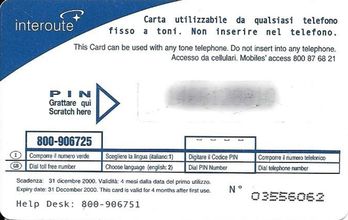 interoute
Carta utilizzabile da qualsiasi telefono
fisso a toni. Non inserire nel telefono.
This Card can be used with any tone telephone. Do not insert into any telephone.
Accesso da cellulari. Mobiles' access 800 87 68 21
PIN
Grattare qui
Scratch here
800-906725
I Comporre il numero verde Scegliere la lingua (italiano:1) Digitare il Codice PIN Comporre il numero telefonico
GB Dial toll free number Choose language (english: 2) Dial PIN Number Dial telephone number
Scadenza: 31 dicembre 2000. Validità: 4 mesi dalla data del primo utilizzo.
Expiry date: 31 December 2000. This card is valid for 4 months after first use.
N° 03556062
Help Desk: 800-906751